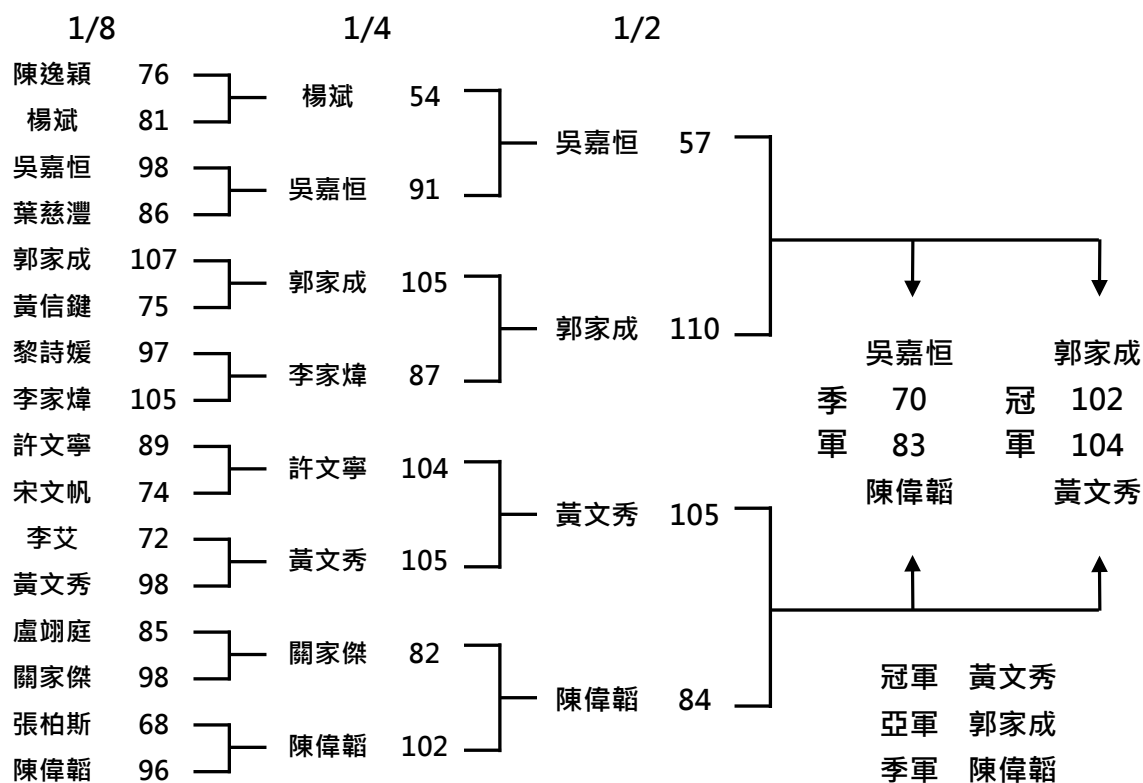 1/8
1/4
1/2
陳逸穎 76
楊斌 81
吳嘉恒 98
葉慈灃 86
郭家成 107
黃信鍵 75
黎詩媛 97
李家煒 105
許文寧 89
宋文帆 74
李艾 72
黃文秀 98
盧翊庭 85
關家傑 98
張柏斯 68
陳偉韜 96
楊斌 54
吳嘉恒 91
郭家成 105
李家煒 87
許文寧 104
黃文秀 105
關家傑 82
陳偉韜 102
吳嘉恒 57
郭家成 110
黃文秀 105
陳偉韜 84
季軍
吳嘉恒
70
83
陳偉韜
冠軍
郭家成
102
104
黃文秀
冠軍 黃文秀
亞軍 郭家成
季軍 陳偉韜